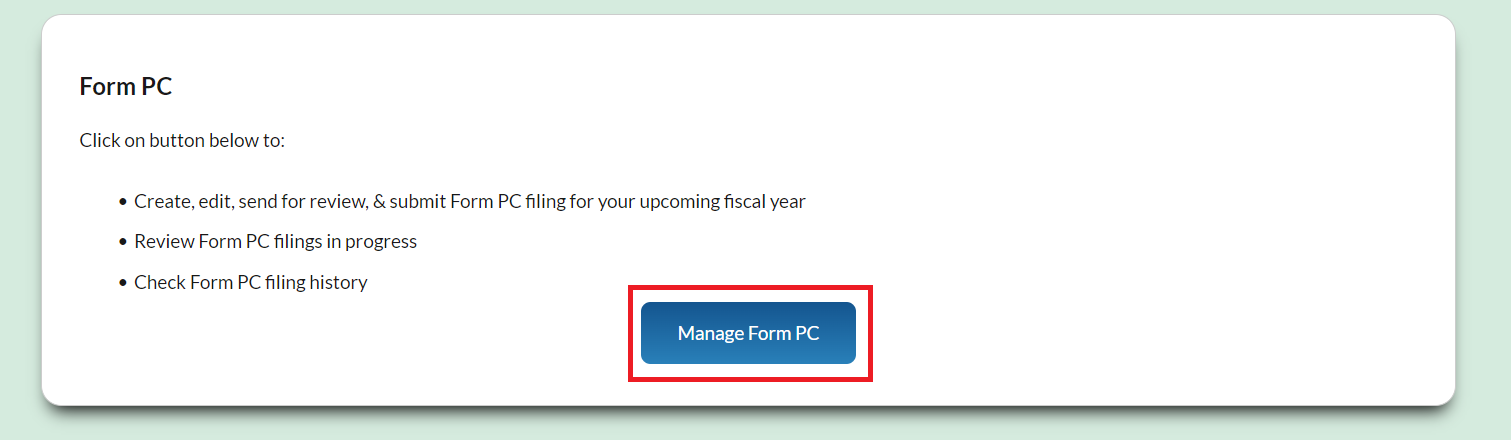 Form PC
Click on button below to:
• Create, edit, send for review, & submit Form PC filing for your upcoming fiscal year
• Review Form PC filings in progress
• Check Form PC filing history
Manage Form PC